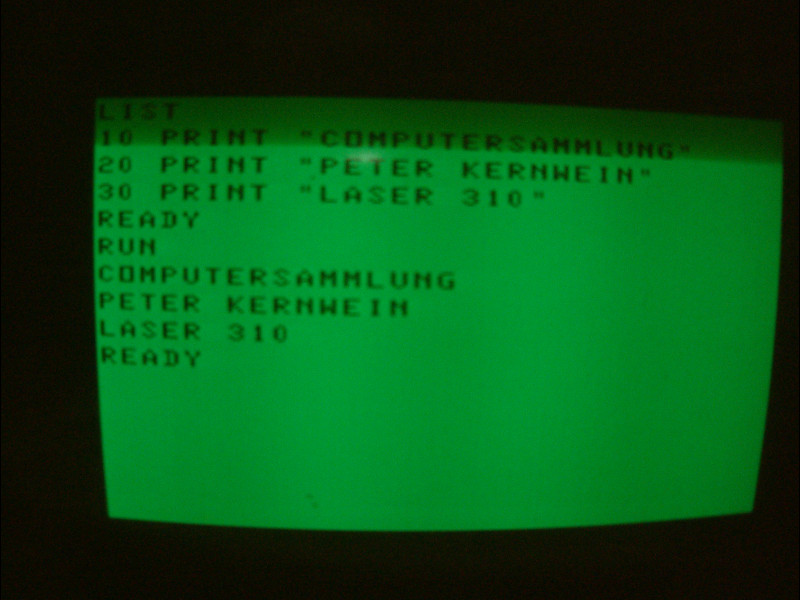 LIST
10 PRINT "COMPUTERSAMMLUNG"
20 PRINT "PETER KERNWEIN"
30 PRINT "LASER 310"
READY
RUN
COMPUTERSAMMLUNG
PETER KERNWEIN
LASER 310
READY